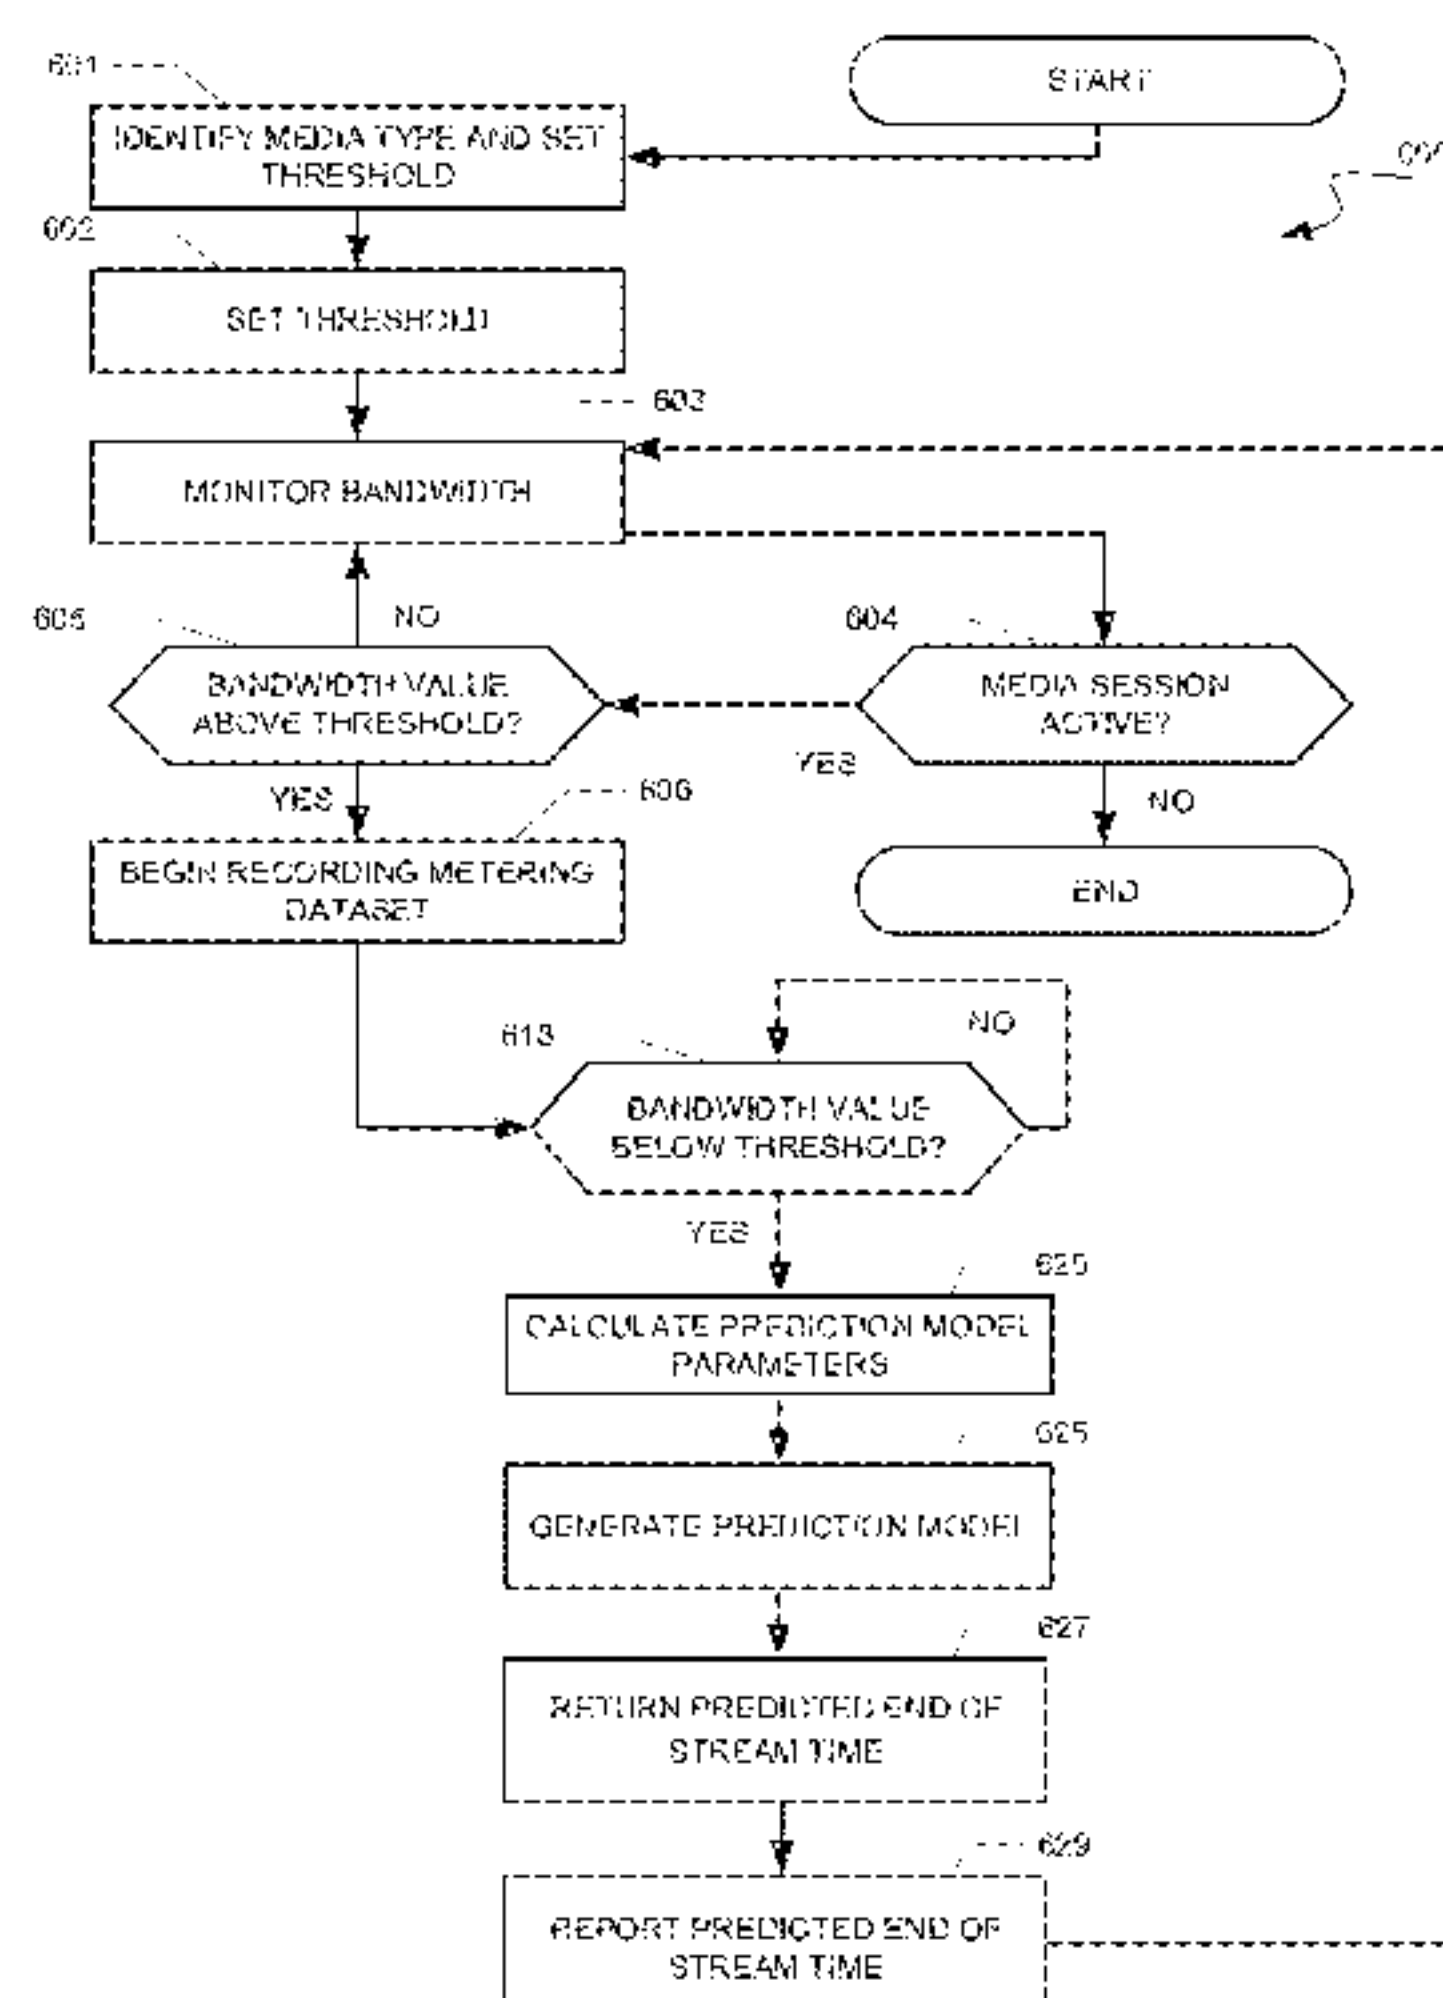 START
601
IDENTIFY MEDIA TYPE AND SET
THRESHOLD
602
SET THRESHOLD
603
MONITOR BANDWIDTH
605
NO
604
BANDWIDTH VALUE
ABOVE THRESHOLD?
MEDIA SESSION
ACTIVE?
YES
YES
606
NO
BEGIN RECORDING METERING
DATASET
END
NO
613
BANDWIDTH VALUE
BELOW THRESHOLD?
YES
625
CALCULATE PREDICTION MODEL
PARAMETERS
625
GENERATE PREDICTION MODEL
627
RETURN PREDICTED END OF
STREAM TIME
629
REPORT PREDICTED END OF
STREAM TIME